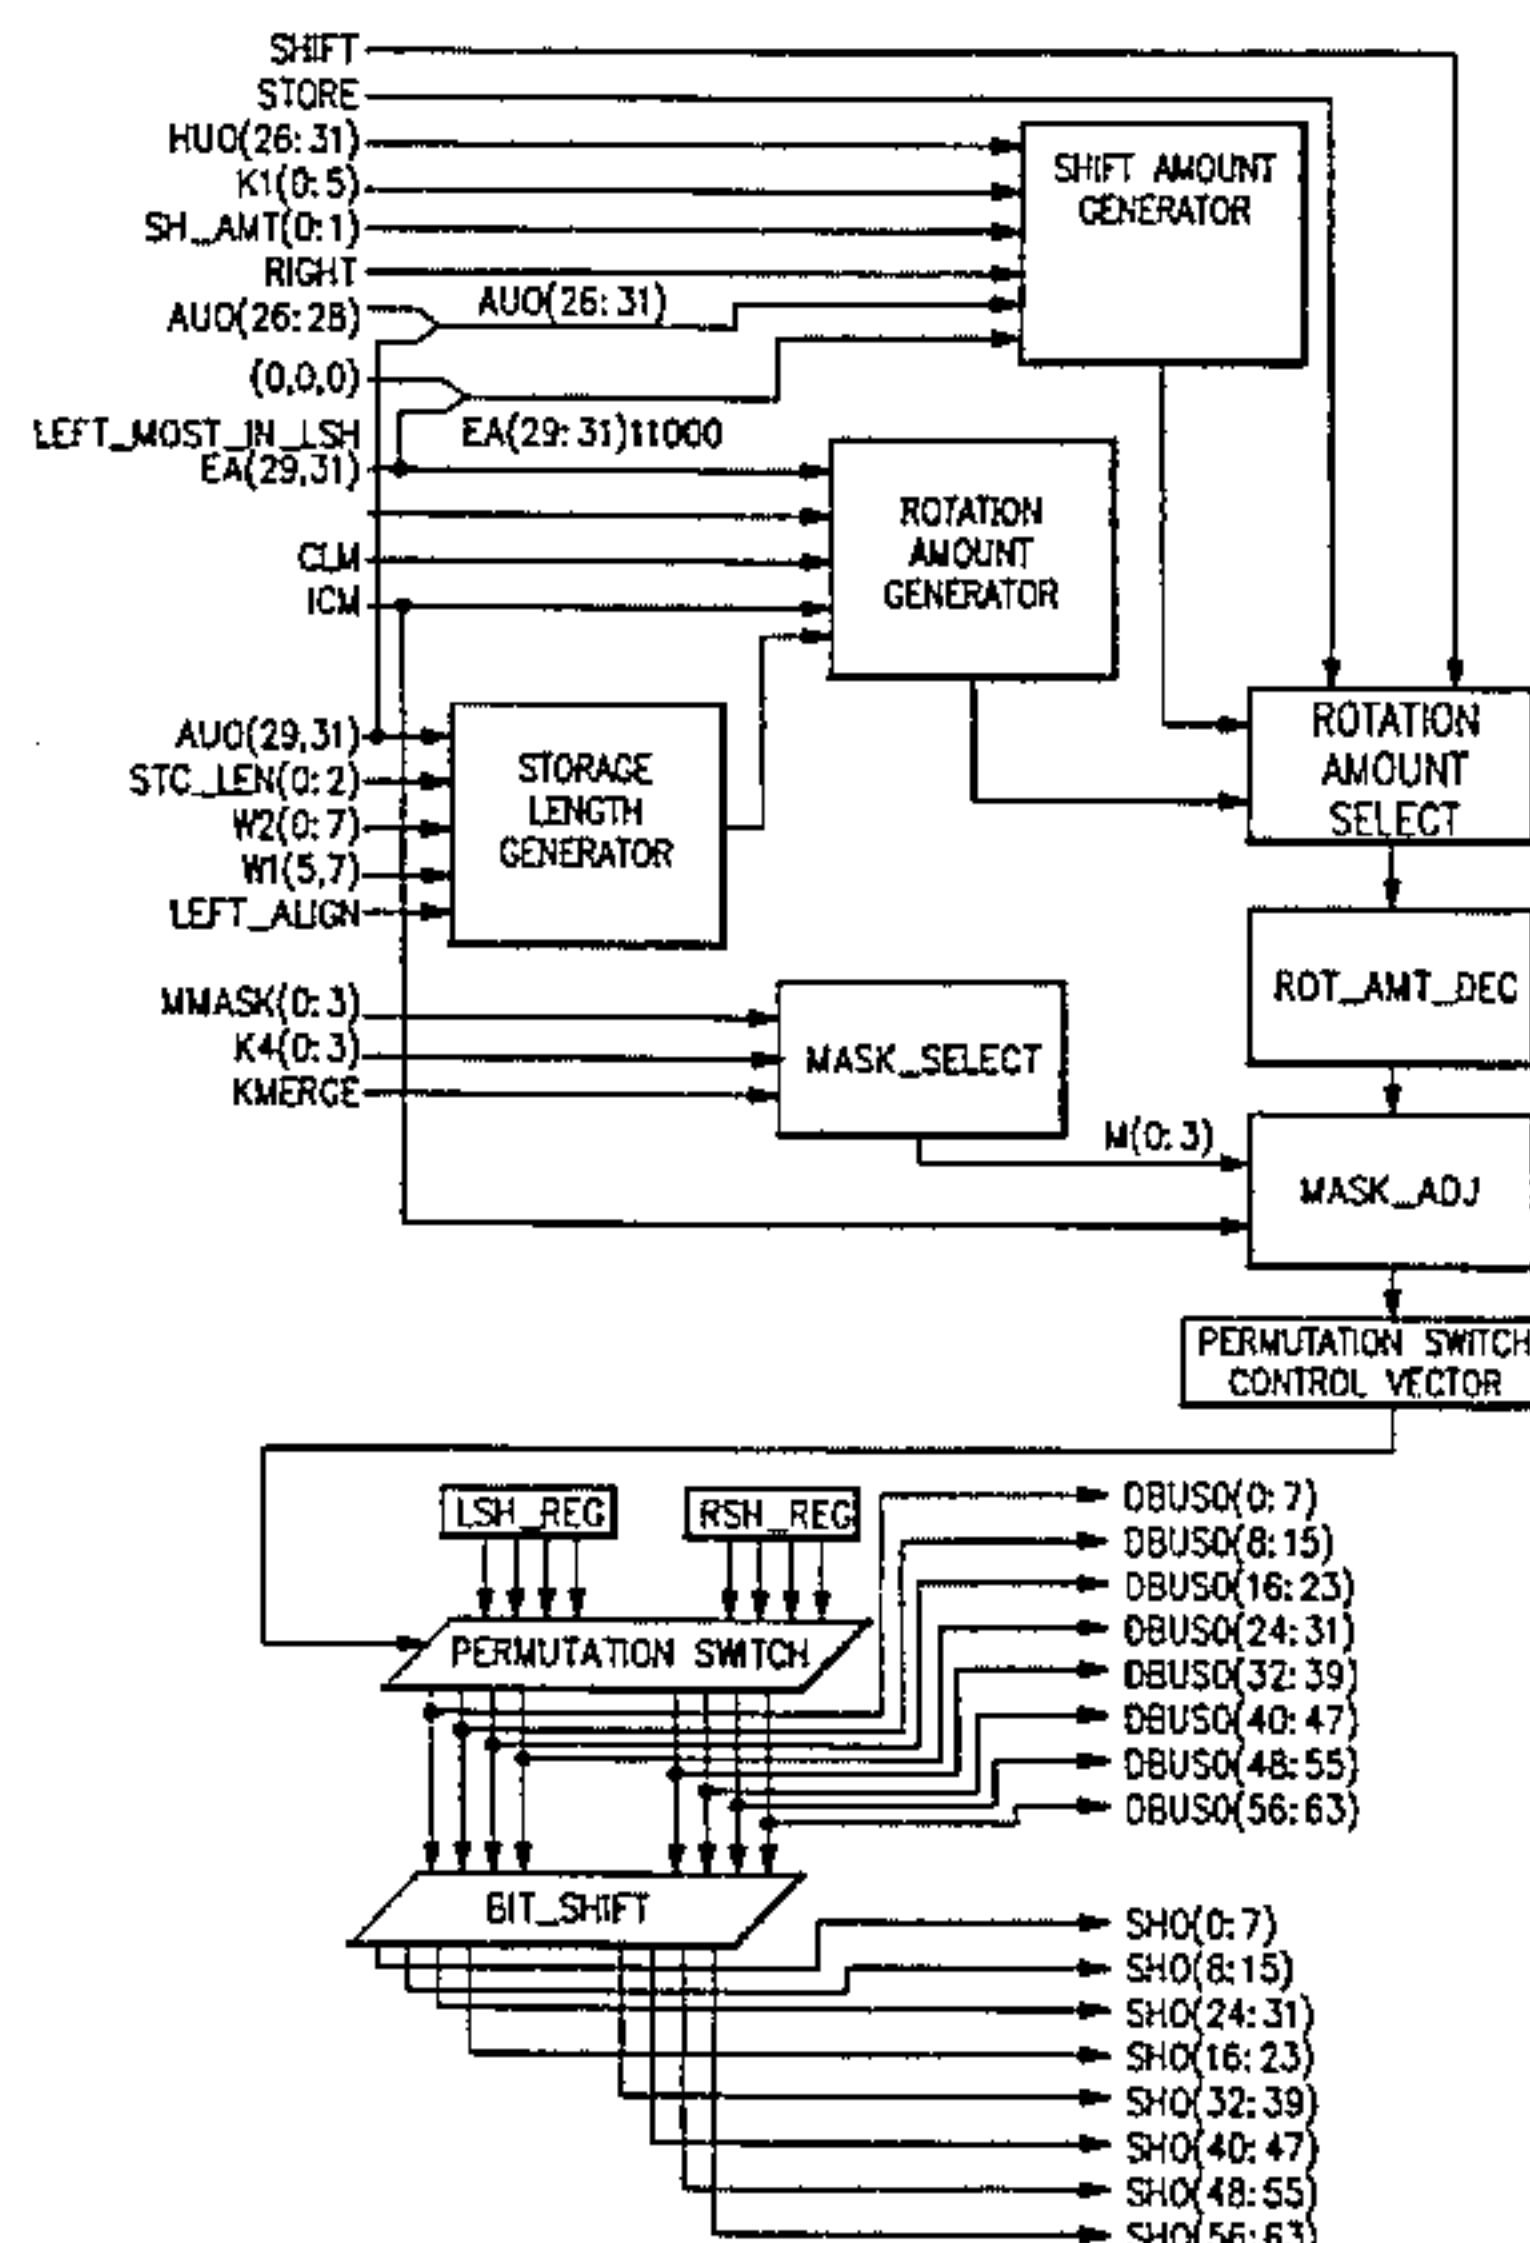 SHIFT
STORE
HUO(26:31)
K1(0:5)
SH_AMT(0:1)
RIGHT
AUO(26:28)
AUO(26:31)
SHIFT AMOUNT
GENERATOR
(0,0,0)
LEFT_MOST_IN_LSH
EA(29:31)11000
EA(29,31)
CLM
ICM
ROTATION
AMOUNT
GENERATOR
AUO(29,31)
STC_LEN(0:2)
W2(0:7)
W1(5,7)
LEFT_ALIGN
STORAGE
LENGTH
GENERATOR
ROTATION
AMOUNT
SELECT
ROT_AMT_DEC
MMASK(0:3)
K4(0:3)
KMERGE
MASK_SELECT
M(0:3)
MASK_ADJ
PERMUTATION SWITCH
CONTROL VECTOR
LSH_REG
RSH_REG
PERMUTATION SWITCH
DBUSO(0:7)
DBUSO(8:15)
DBUSO(16:23)
DBUSO(24:31)
DBUSO(32:39)
DBUSO(40:47)
DBUSO(48:55)
DBUSO(56:63)
BIT_SHIFT
SHO(0:7)
SHO(8:15)
SHO(24:31)
SHO(16:23)
SHO(32:39)
SHO(40:47)
SHO(48:55)
SHO(56:63)